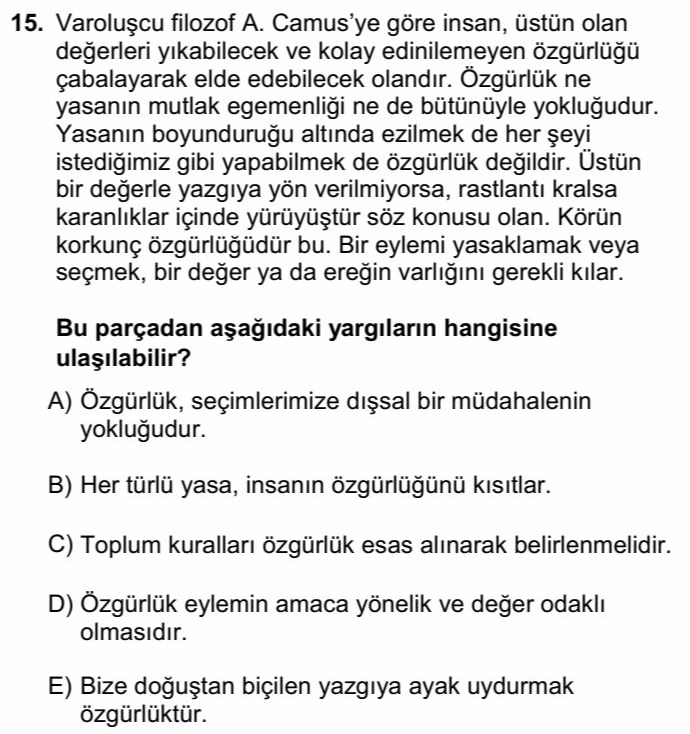 15. Varoluşcu filozof A. Camus’ye göre insan, üstün olan
değerleri yıkabilecek ve kolay edinilemeyen özgürlüğü
çabalayarak elde edebilecek olandır. Özgürlük ne
yasanın mutlak egemenliği ne de bütünüyle yokluğudur.
Yasanın boyunduruğu altında ezilmek de her şeyi
istediğimiz gibi yapabilmek de özgürlük değildir. Üstün
bir değerle yazgıya yön verilmiyorsa, rastlantı kralsa
karanlıklar içinde yürüyüştür söz konusu olan. Körün
korkunç özgürlüğüdür bu. Bir eylemi yasaklamak veya
seçmek, bir değer ya da ereğin varlığını gerekli kılar.
Bu parçadan aşağıdaki yargıların hangisine
ulaşılabilir?
A) Özgürlük, seçimlerimize dışsal bir müdahalenin
yokluğudur.
B) Her türlü yasa, insanın özgürlüğünü kısıtlar.
C) Toplum kuralları özgürlük esas alınarak belirlenmelidir.
D) Özgürlük eylemin amaca yönelik ve değer odaklı
olmasıdır.
E) Bize doğuştan biçilen yazgıya ayak uydurmak
özgürlüktür.